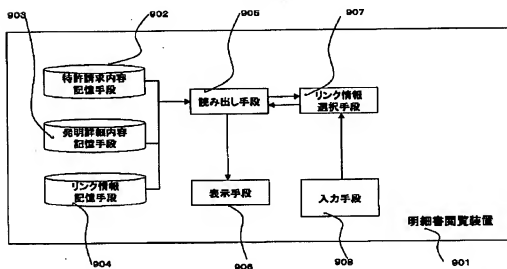 903
902
905
907
特許請求内容
記憶手段
読み出し手段
リンク情報
選択手段
発明詳細内容
記憶手段
リンク情報
記憶手段
表示手段
入力手段
明細書閲覧装置
904
906
908
901